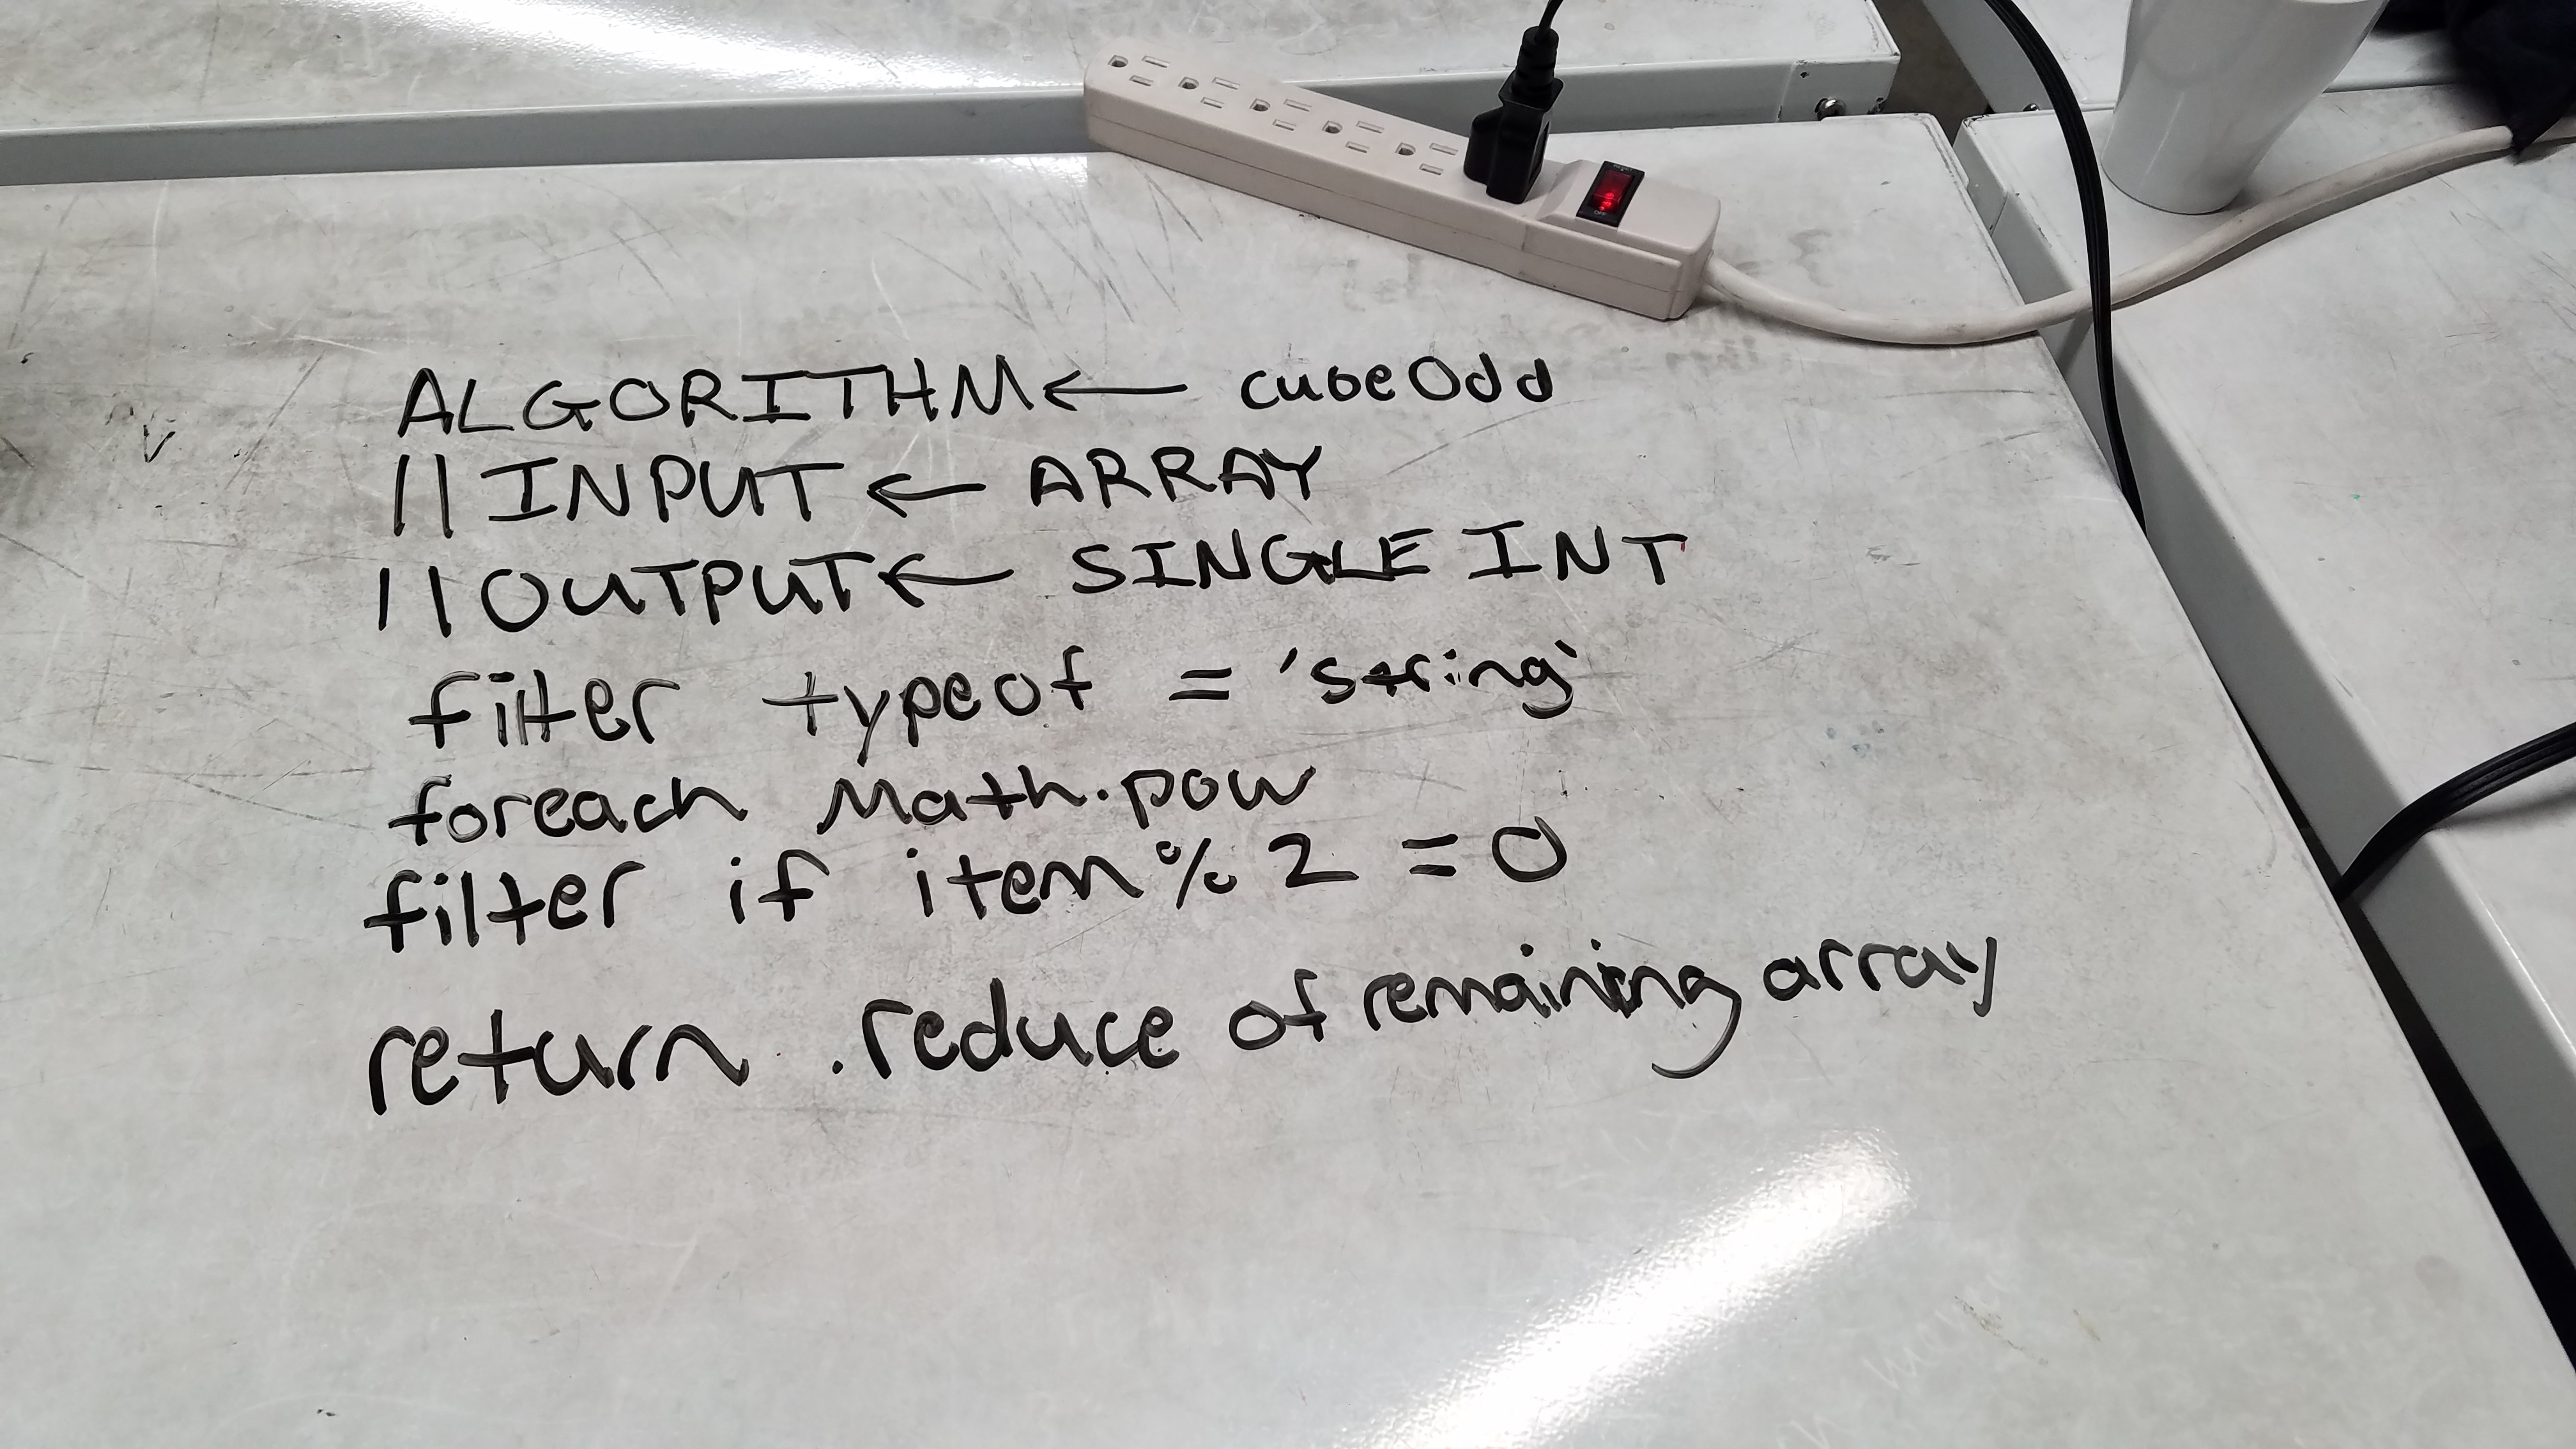 ALGORITHM ← cubeOdd
|| INPUT ← ARRAY
|| OUTPUT ← SINGLE INT
filter typeof = 'string'
foreach Math.pow
filter if item % 2 = 0
return .reduce of remaining array
OFF